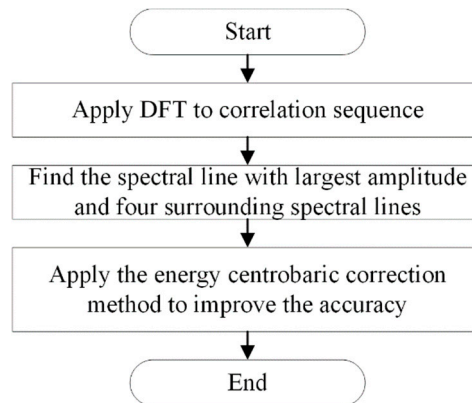 Start
Apply DFT to correlation sequence
Find the spectral line with largest amplitude
and four surrounding spectral lines
Apply the energy centrobaric correction
method to improve the accuracy
End